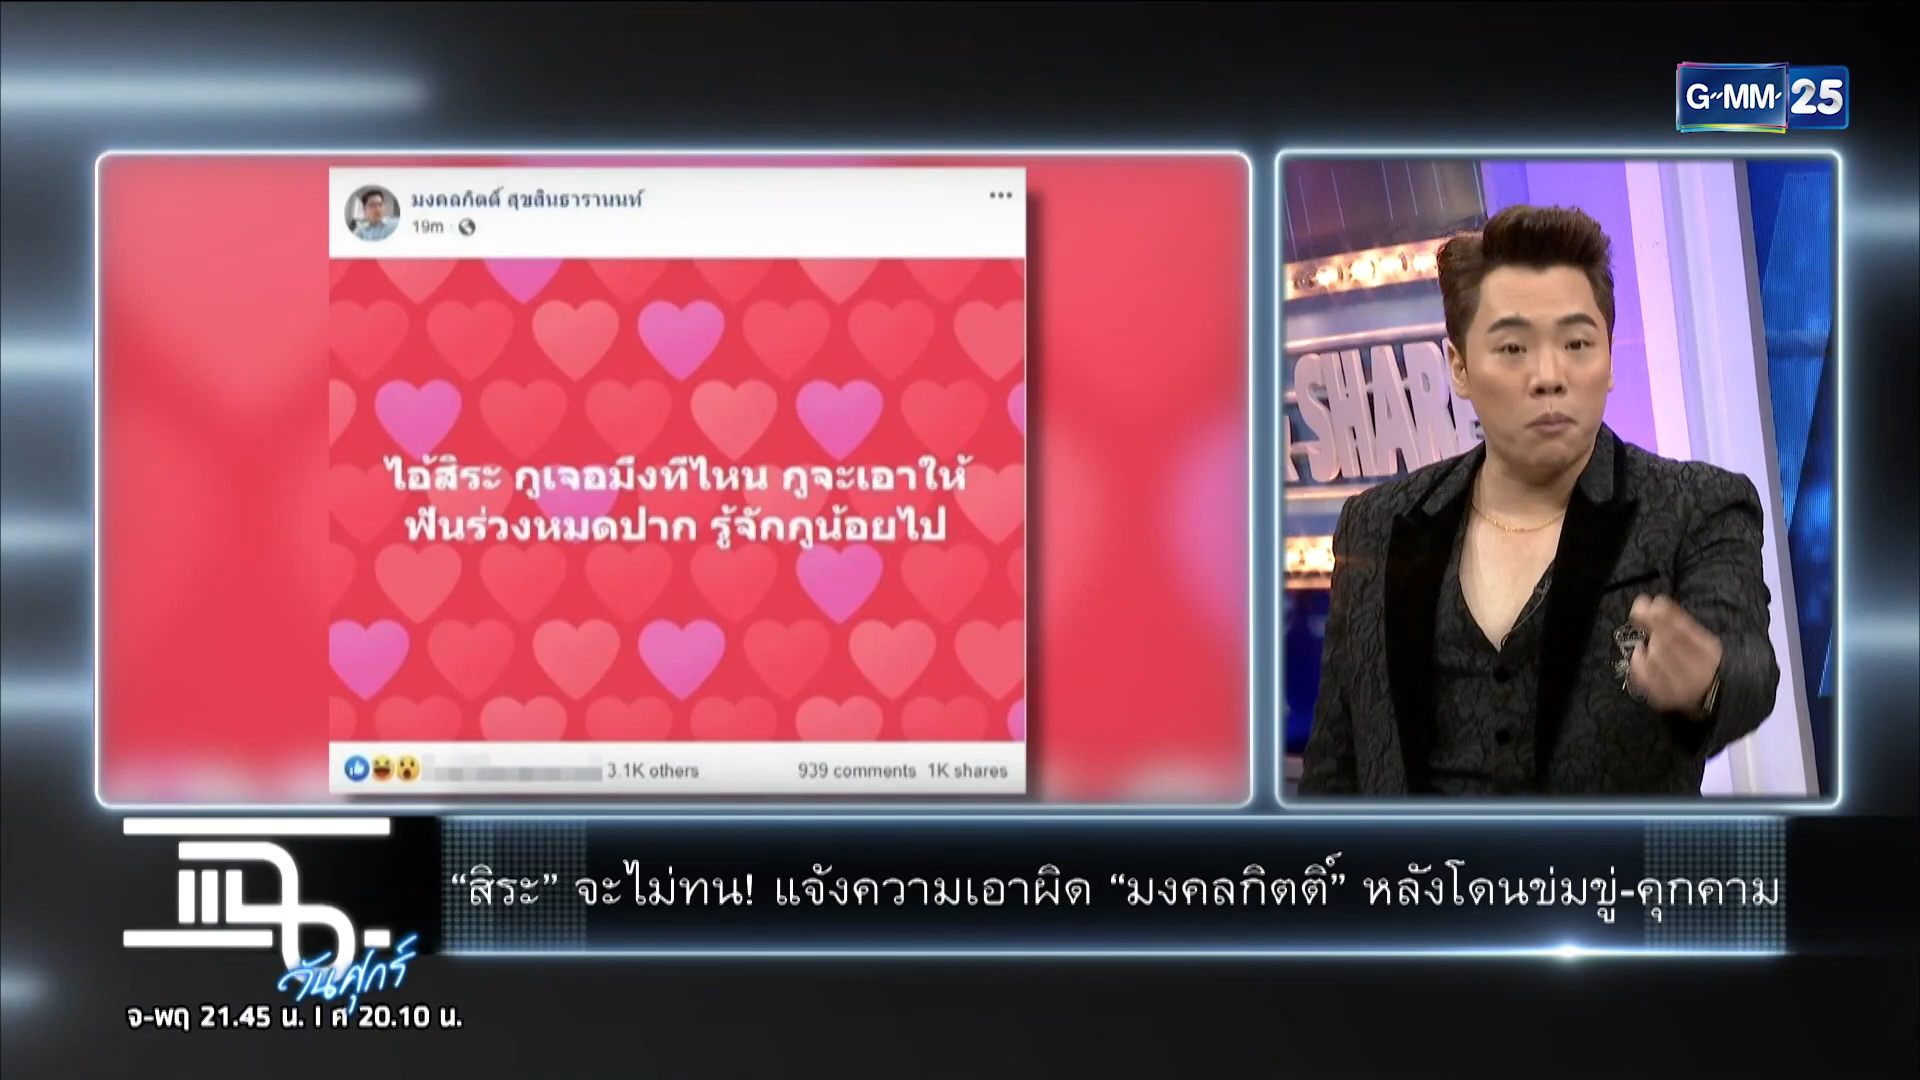 G-MM- 25
มงคลกิตติ์ สุขสินธารานนท์
19m
ไอ้สิระ กูเจอมึงที่ไหน กูจะเอาให้
ฟันร่วงหมดปาก รู้จักกูน้อยไป
3.1K others 939 comments 1K shares
SHARE
แฉ
วันศุกร์
"สิระ" จะไม่ทน! แจ้งความเอาผิด "มงคลกิตติ์" หลังโดนข่มขู่-คุกคาม
จ-พฤ 21.45 น. | ศ 20.10 น.